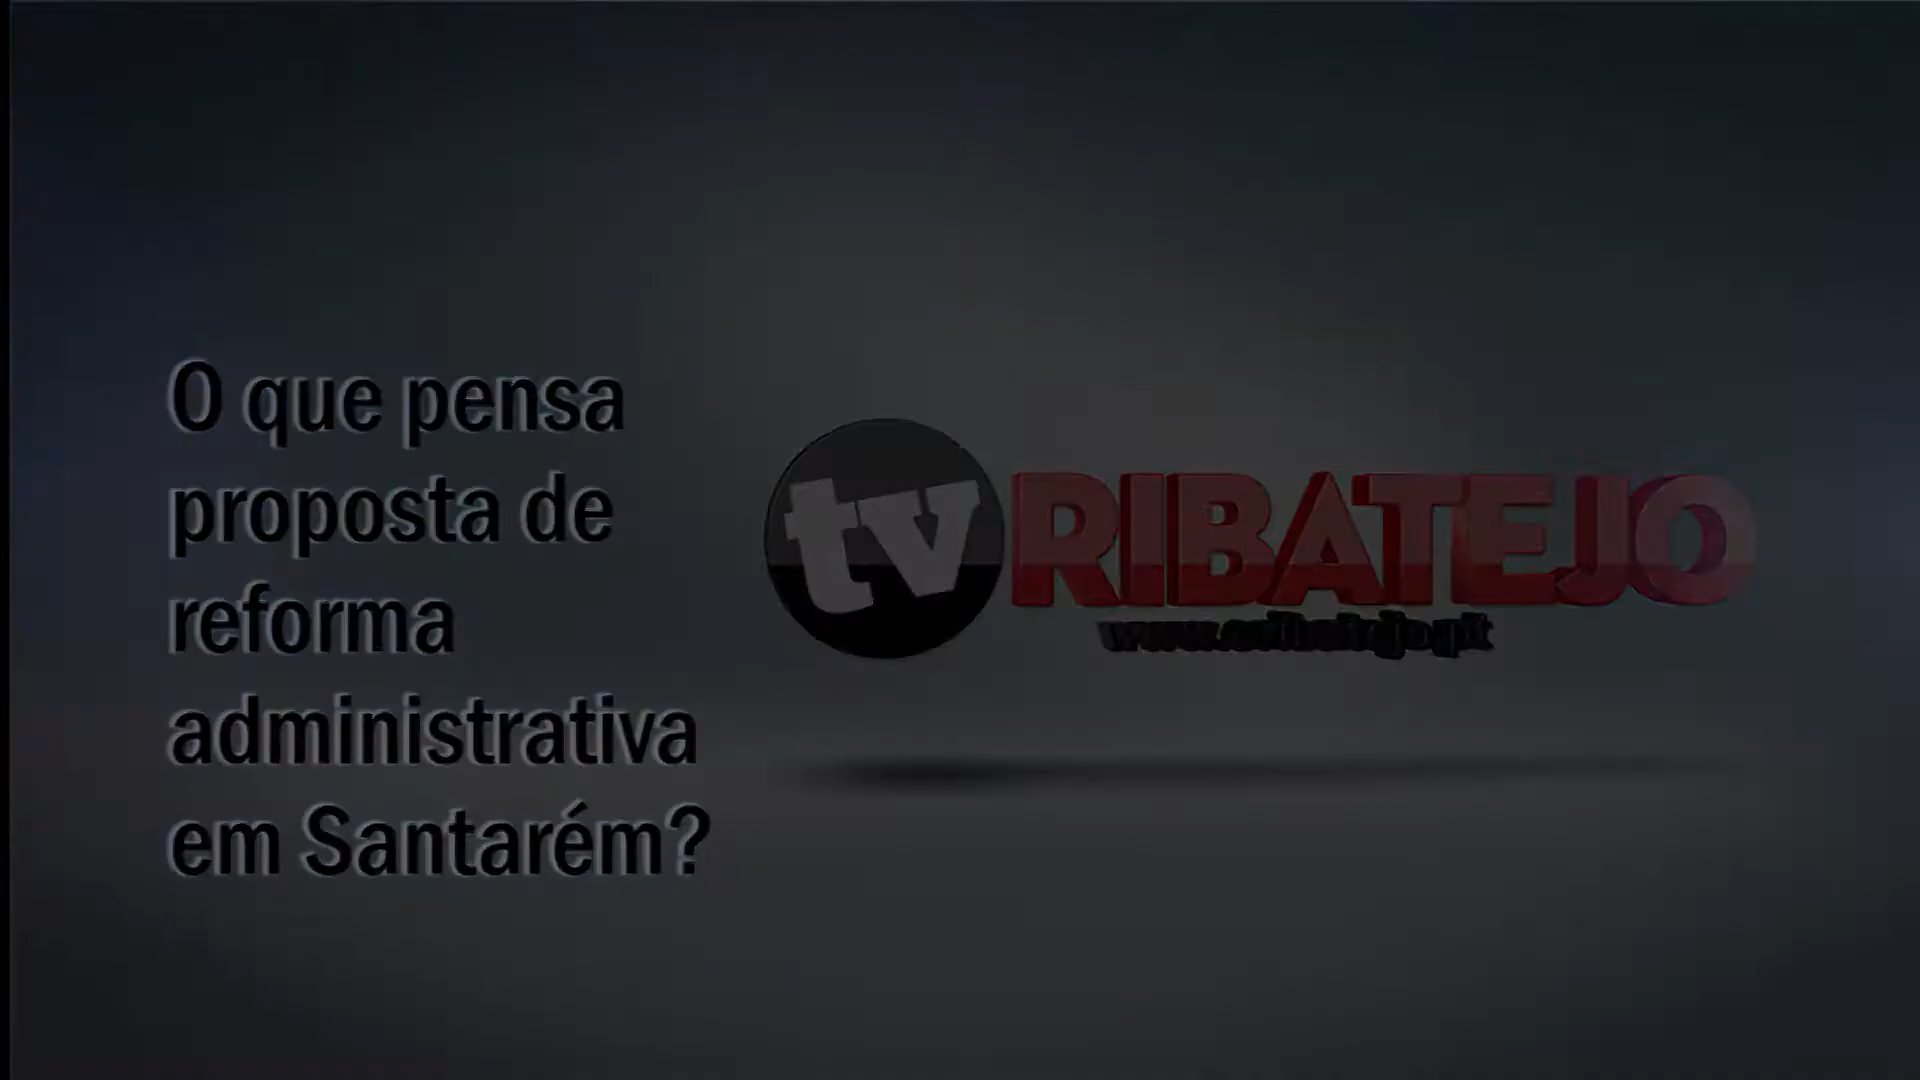 O que pensa
proposta de
reforma
administrativa
em Santarém?
tv RIBATEJO